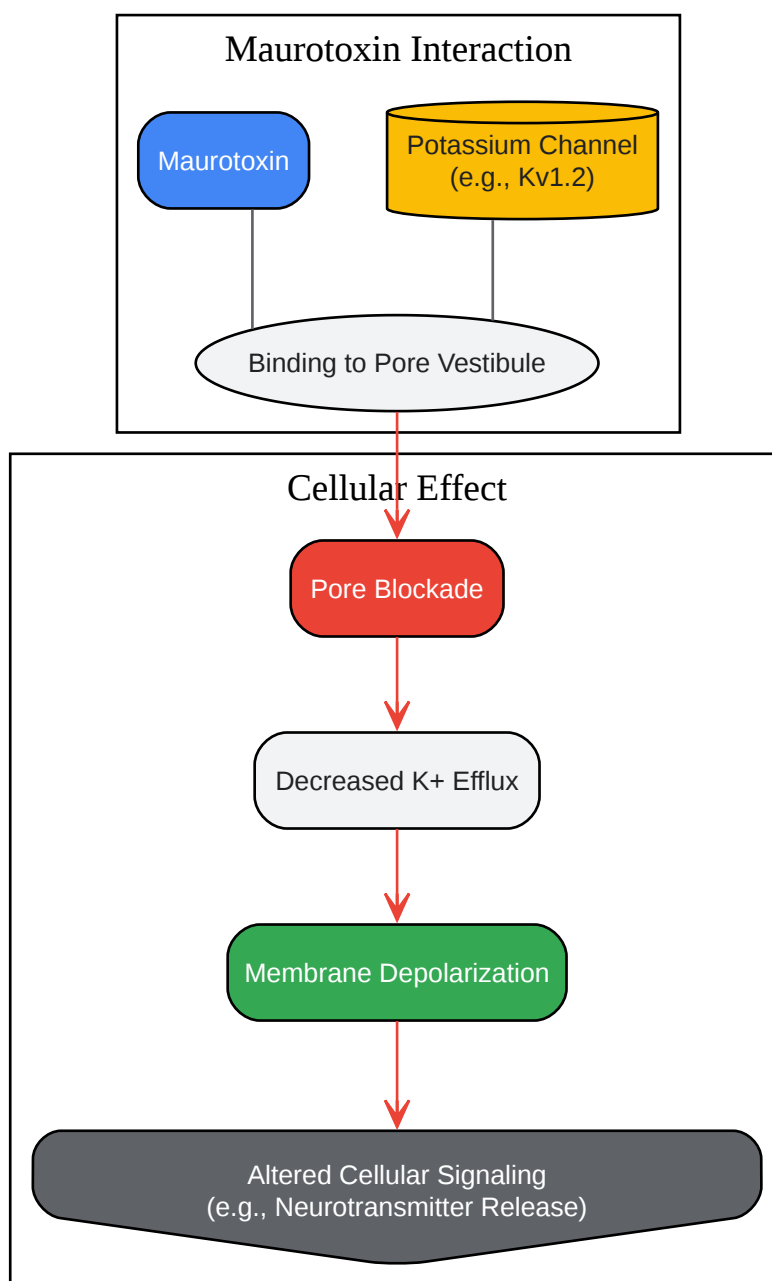 Maurotoxin Interaction
Maurotoxin
Potassium Channel
(e.g., Kv1.2)
Binding to Pore Vestibule
Cellular Effect
Pore Blockade
Decreased K+ Efflux
Membrane Depolarization
Altered Cellular Signaling
(e.g., Neurotransmitter Release)